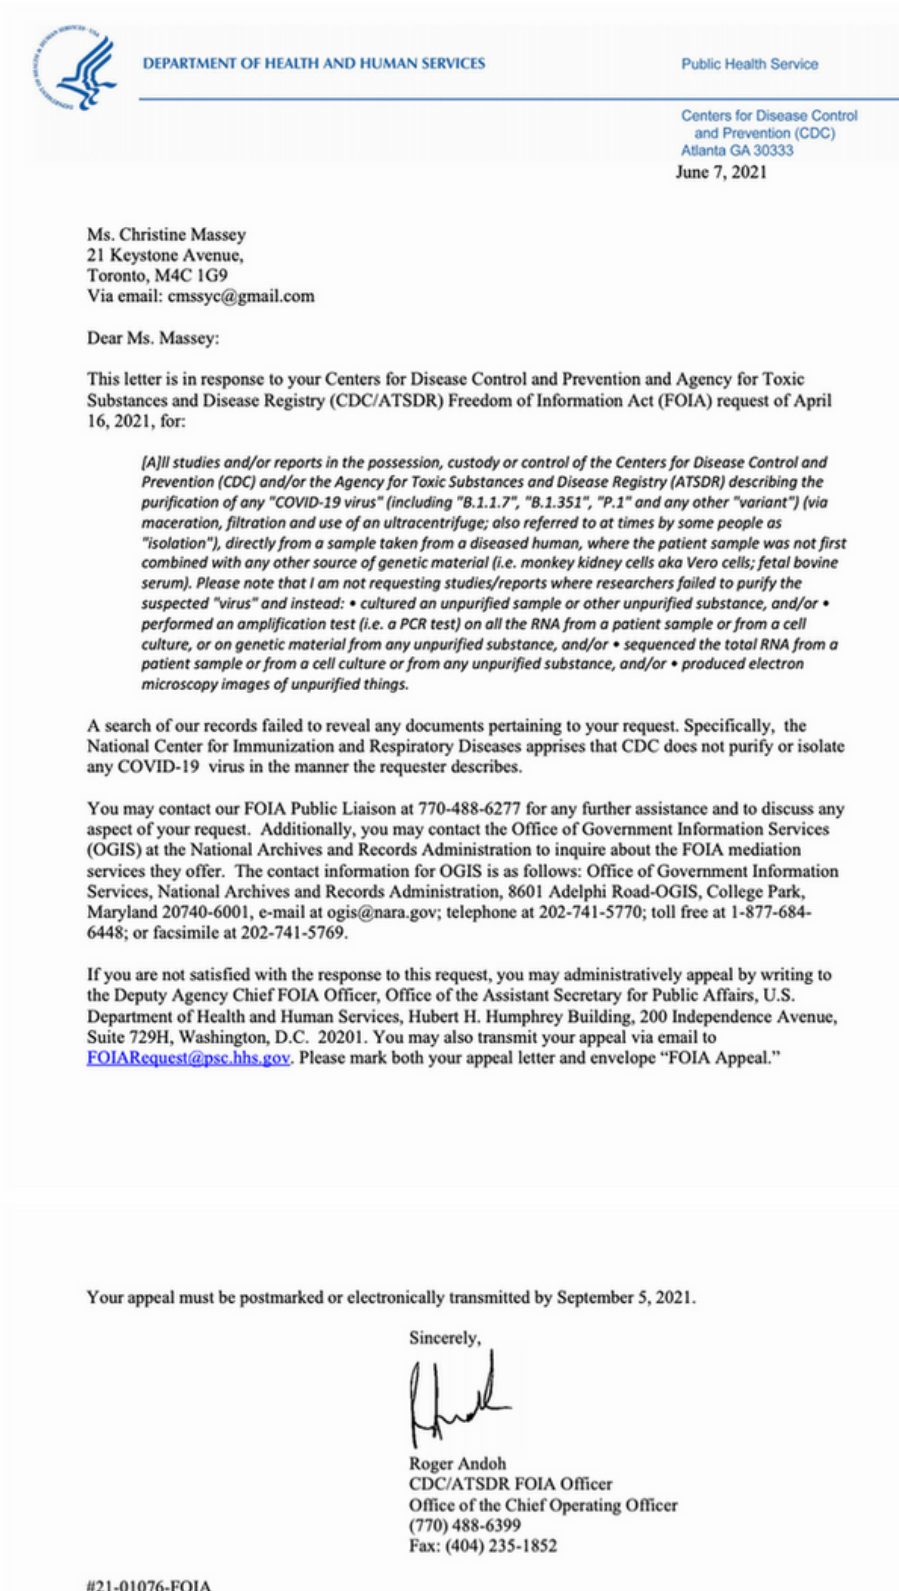 DEPARTMENT OF HEALTH AND HUMAN SERVICES
Public Health Service
Centers for Disease Control
and Prevention (CDC)
Atlanta GA 30333
June 7, 2021
Ms. Christine Massey
21 Keystone Avenue,
Toronto, M4C 1G9
Via email: cmssyc@gmail.com
Dear Ms. Massey:
This letter is in response to your Centers for Disease Control and Prevention and Agency for Toxic
Substances and Disease Registry (CDC/ATSDR) Freedom of Information Act (FOIA) request of April
16, 2021, for:
[A]ll studies and/or reports in the possession, custody or control of the Centers for Disease Control and
Prevention (CDC) and/or the Agency for Toxic Substances and Disease Registry (ATSDR) describing the
purification of any "COVID-19 virus" (including "B.1.1.7", "B.1.351", "P.1" and any other "variant") (via
maceration, filtration and use of an ultracentrifuge; also referred to at times by some people as
"isolation"), directly from a sample taken from a diseased human, where the patient sample was not first
combined with any other source of genetic material (i.e. monkey kidney cells aka Vero cells; fetal bovine
serum). Please note that I am not requesting studies/reports where researchers failed to purify the
suspected "virus" and instead: • cultured an unpurified sample or other unpurified substance, and/or •
performed an amplification test (i.e. a PCR test) on all the RNA from a patient sample or from a cell
culture, or on genetic material from any unpurified substance, and/or • sequenced the total RNA from a
patient sample or from a cell culture or from any unpurified substance, and/or • produced electron
microscopy images of unpurified things.
A search of our records failed to reveal any documents pertaining to your request. Specifically, the
National Center for Immunization and Respiratory Diseases apprises that CDC does not purify or isolate
any COVID-19 virus in the manner the requester describes.
You may contact our FOIA Public Liaison at 770-488-6277 for any further assistance and to discuss any
aspect of your request. Additionally, you may contact the Office of Government Information Services
(OGIS) at the National Archives and Records Administration to inquire about the FOIA mediation
services they offer. The contact information for OGIS is as follows: Office of Government Information
Services, National Archives and Records Administration, 8601 Adelphi Road-OGIS, College Park,
Maryland 20740-6001, e-mail at ogis@nara.gov; telephone at 202-741-5770; toll free at 1-877-684-
6448; or facsimile at 202-741-5769.
If you are not satisfied with the response to this request, you may administratively appeal by writing to
the Deputy Agency Chief FOIA Officer, Office of the Assistant Secretary for Public Affairs, U.S.
Department of Health and Human Services, Hubert H. Humphrey Building, 200 Independence Avenue,
Suite 729H, Washington, D.C. 20201. You may also transmit your appeal via email to
FOIARequest@psc.hhs.gov. Please mark both your appeal letter and envelope “FOIA Appeal.”
Your appeal must be postmarked or electronically transmitted by September 5, 2021.
Sincerely,
Roger Andoh
CDC/ATSDR FOIA Officer
Office of the Chief Operating Officer
(770) 488-6399
Fax: (404) 235-1852
#21-01076-FOIA